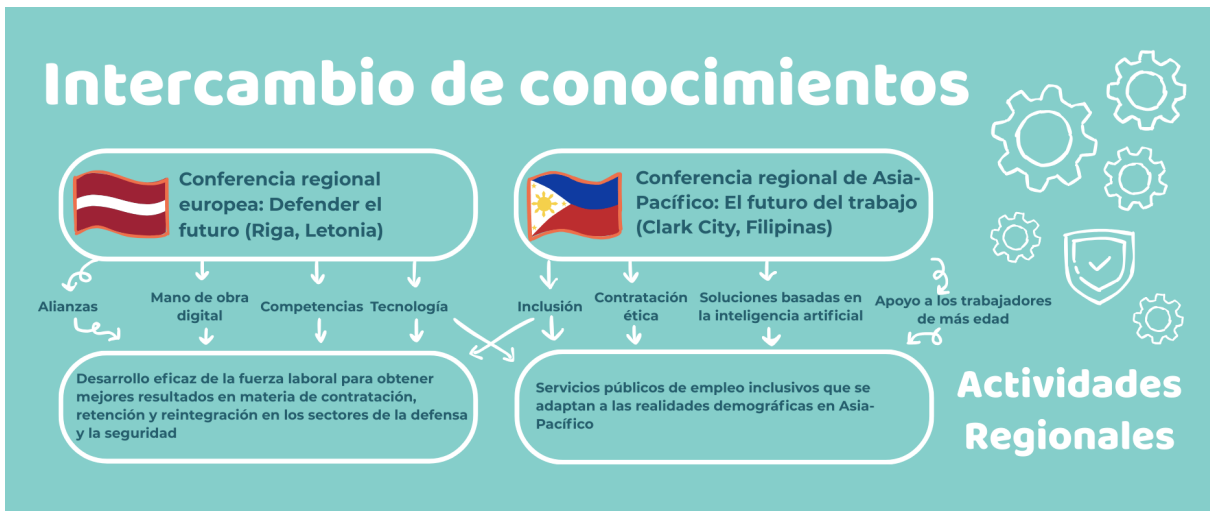 Intercambio de conocimientos
Conferencia regional
europea: Defender el
futuro (Riga, Letonia)
Conferencia regional de Asia-
Pacífico: El futuro del trabajo
(Clark City, Filipinas)
Alianzas
Mano de obra
digital
Competencias
Tecnología
Inclusión
Contratación
ética
Soluciones basadas en
la inteligencia artificial
Apoyo a los trabajadores
de más edad
Desarrollo eficaz de la fuerza laboral para obtener
mejores resultados en materia de contratación,
retención y reintegración en los sectores de la defensa
y la seguridad
Servicios públicos de empleo inclusivos que se
adaptan a las realidades demográficas en Asia-
Pacífico
Actividades
Regionales